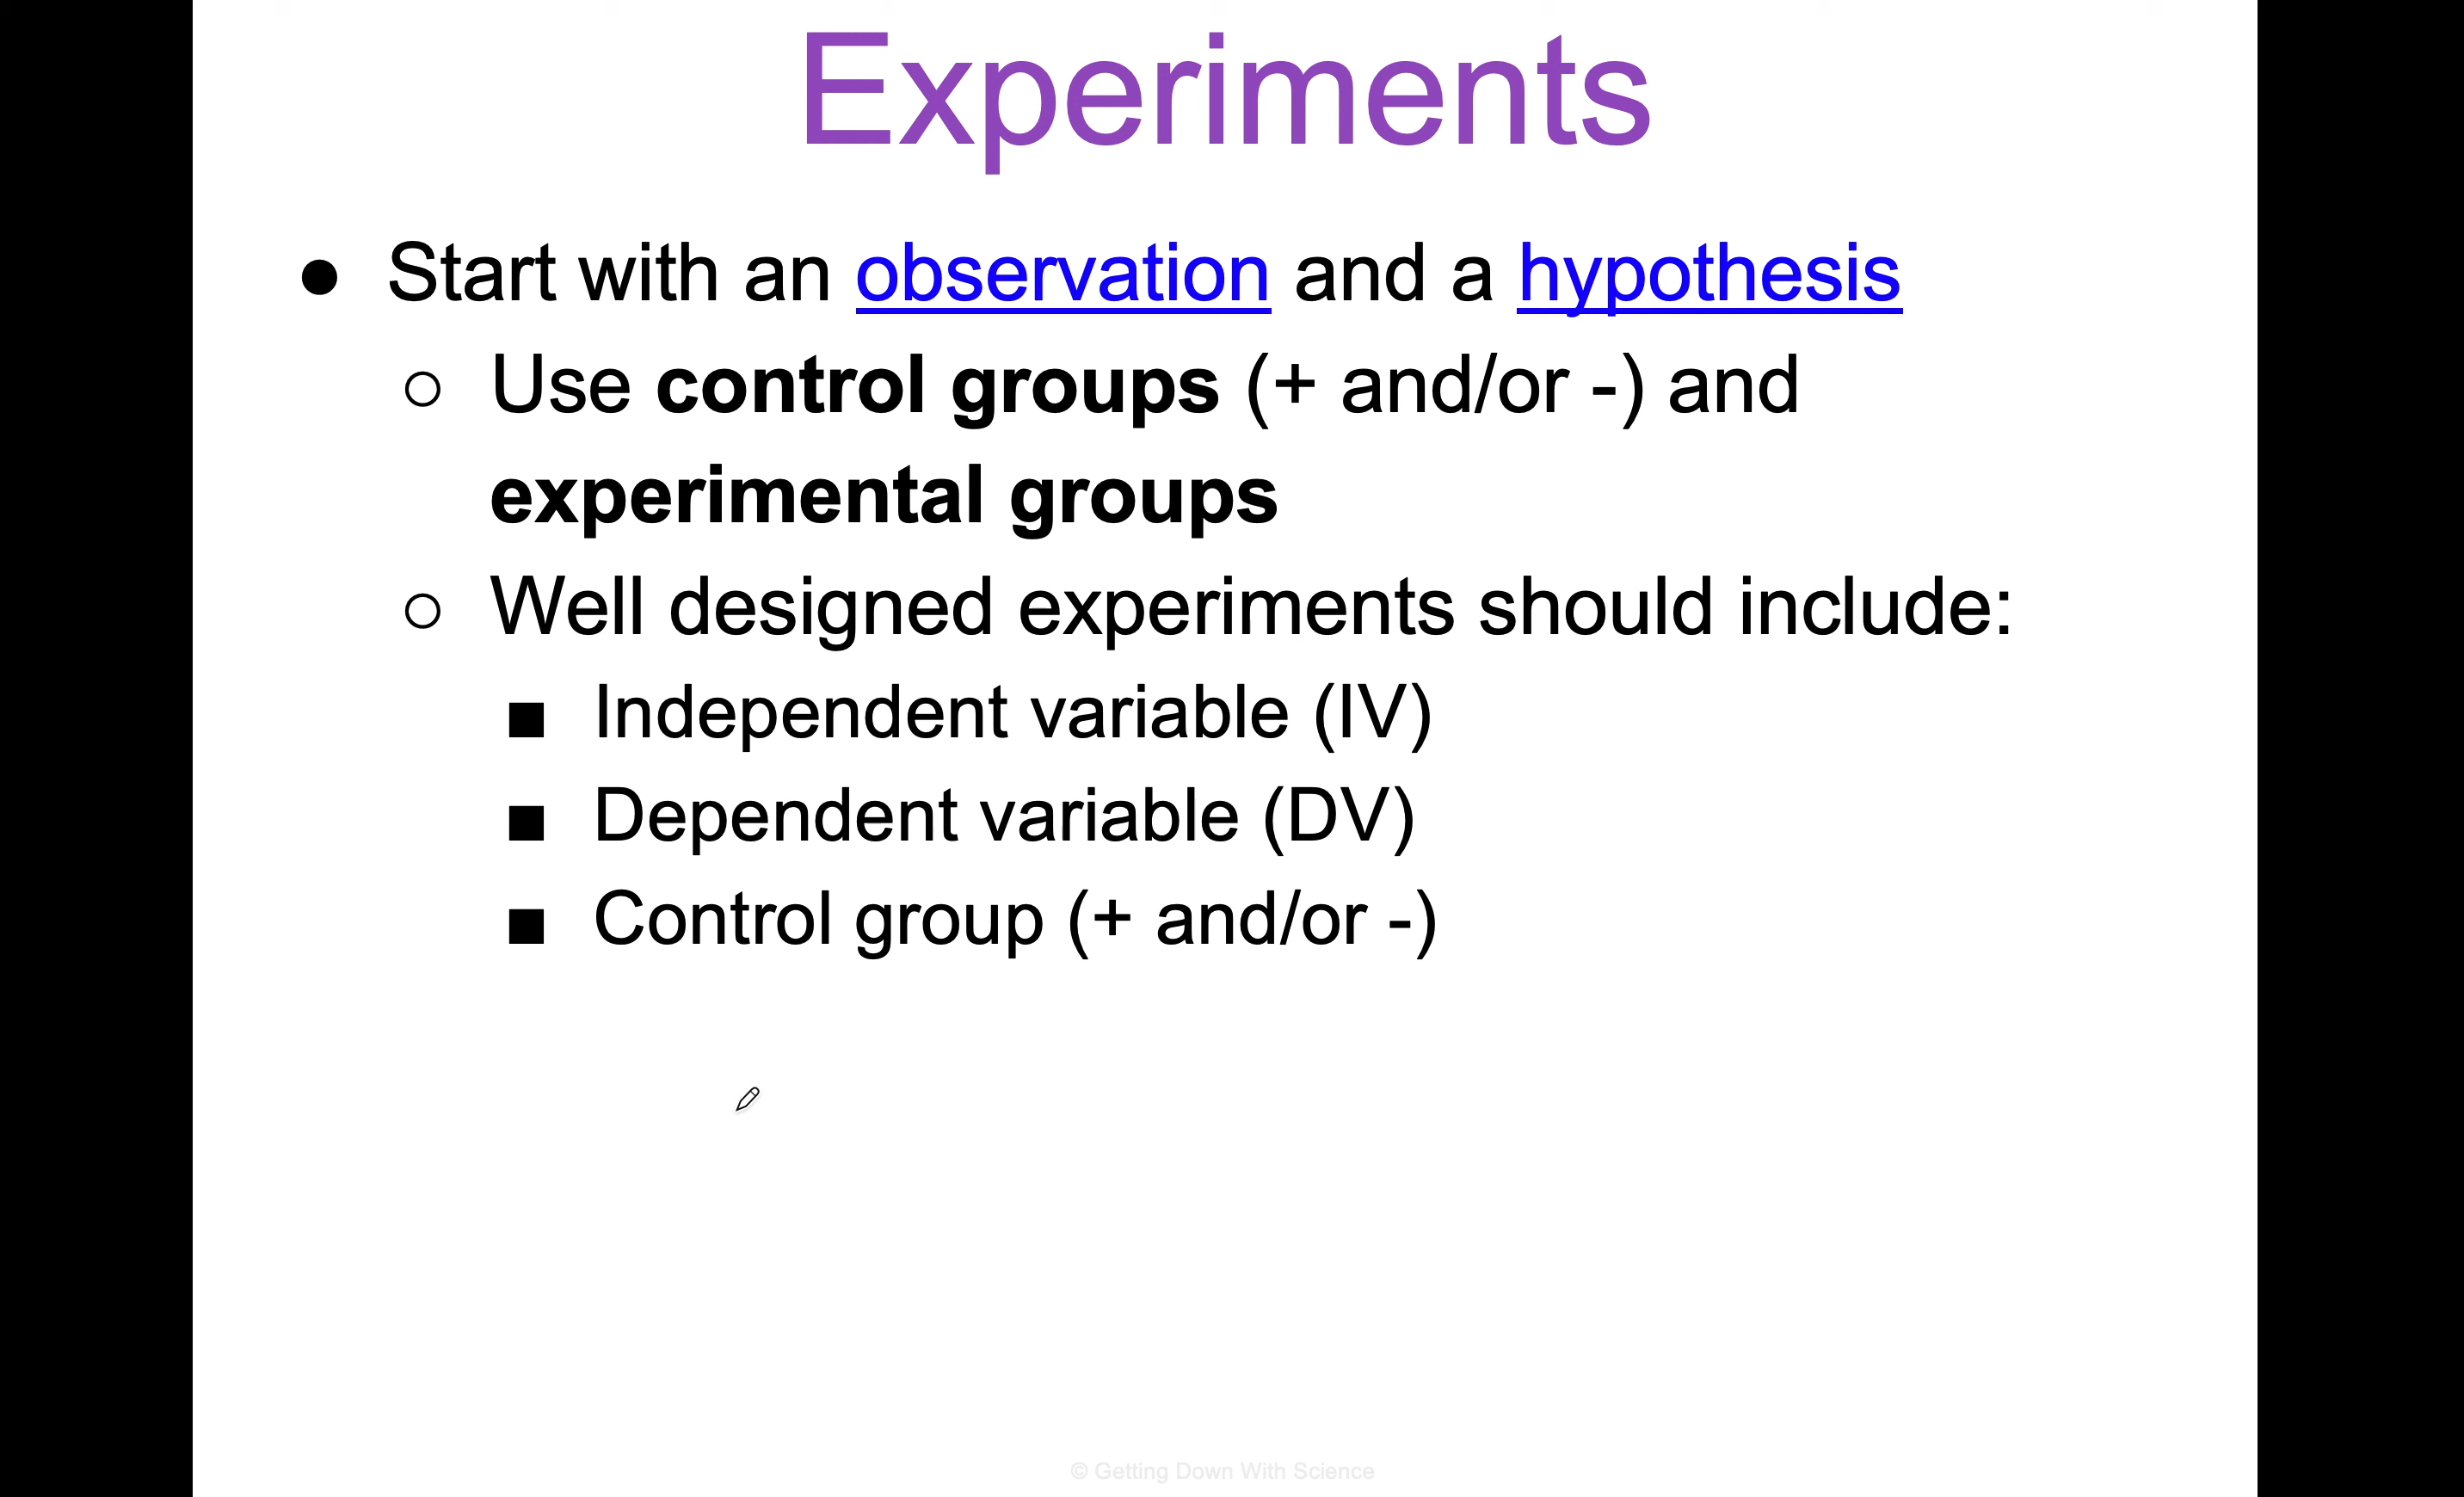 Experiments
● Start with an observation and a hypothesis
○ Use control groups (+ and/or -) and
experimental groups
○ Well designed experiments should include:
■ Independent variable (IV)
■ Dependent variable (DV)
■ Control group (+ and/or -)
© Getting Down With Science